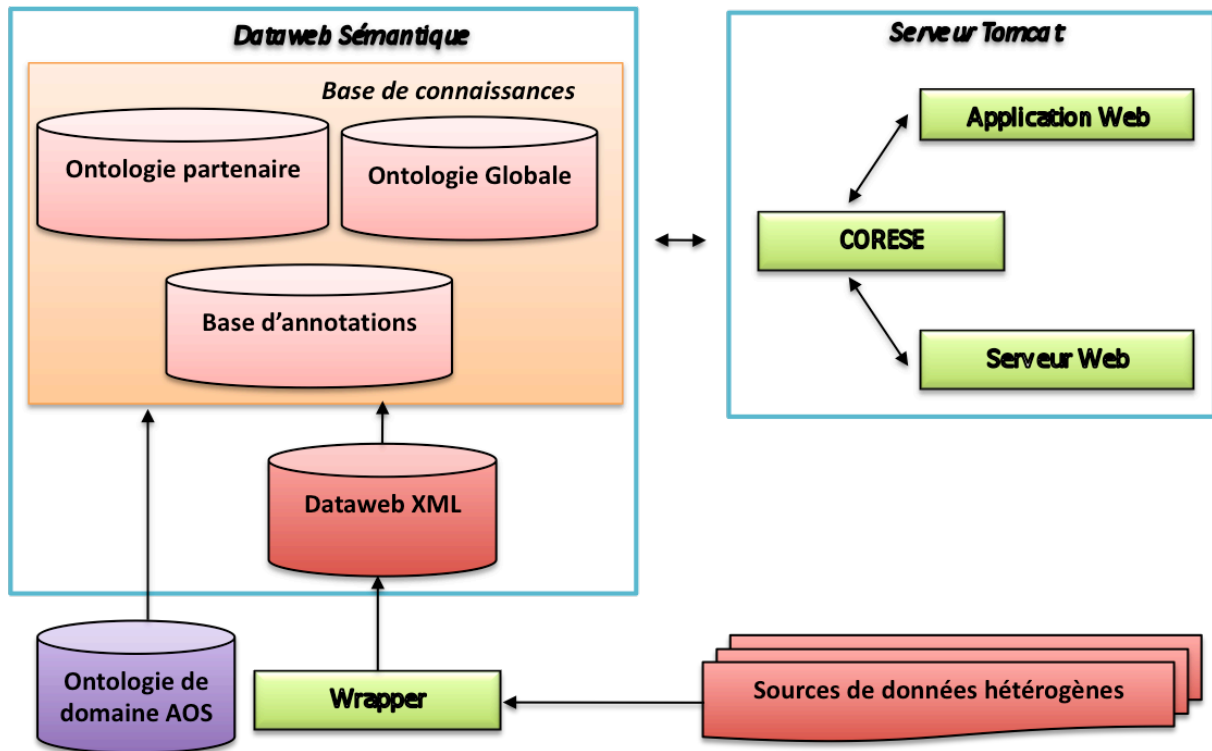 Dataweb Sémantique
Base de connaissances
Ontologie partenaire
Ontologie Globale
Base d’annotations
Dataweb XML
Ontologie de
domaine AOS
Wrapper
Sources de données hétérogènes
Serveur Tomcat
Application Web
CORESE
Serveur Web